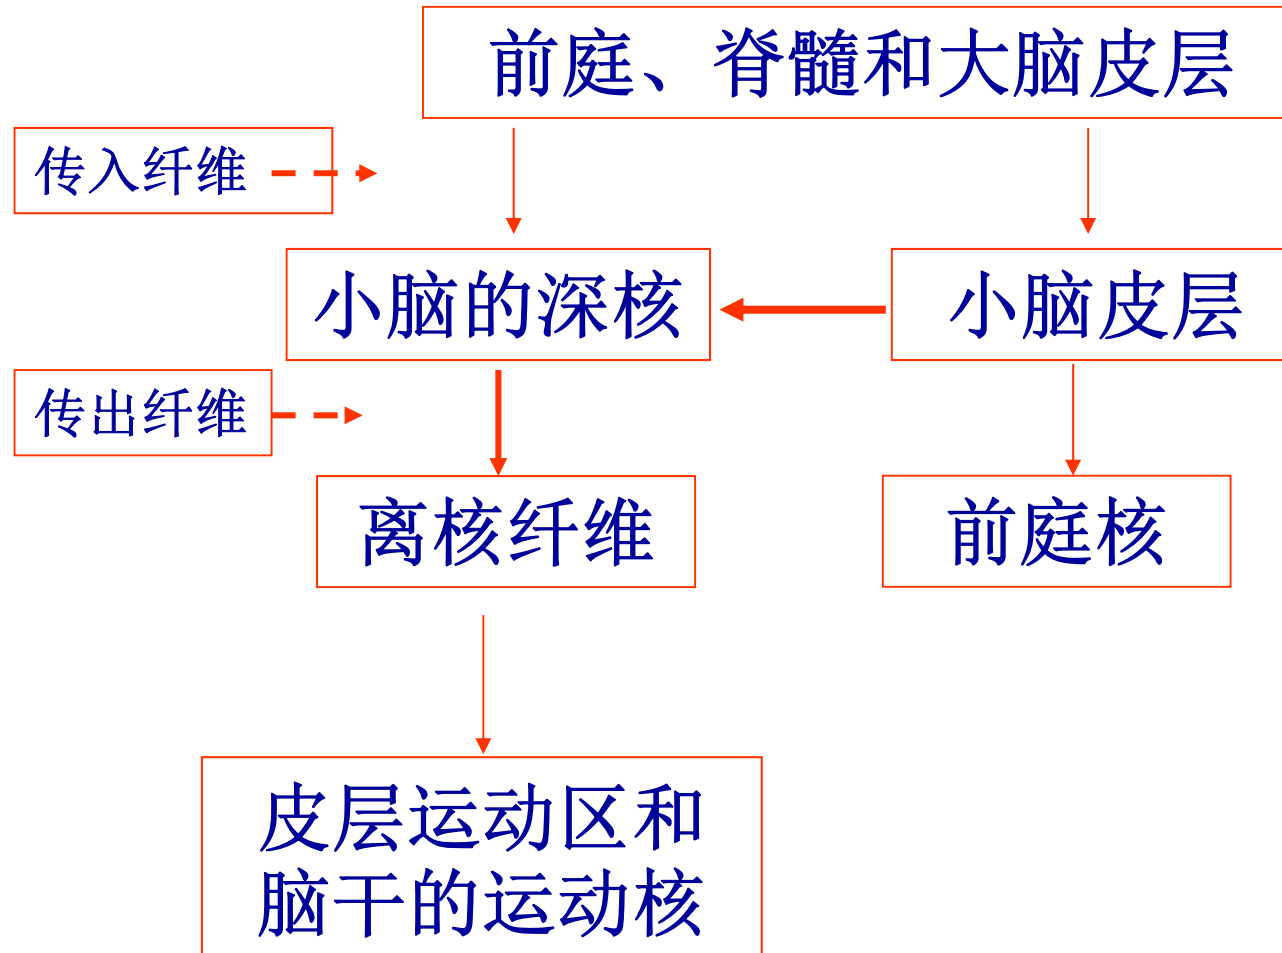 前庭、脊髓和大脑皮层
传入纤维
小脑的深核
小脑皮层
传出纤维
离核纤维
前庭核
皮层运动区和
脑干的运动核